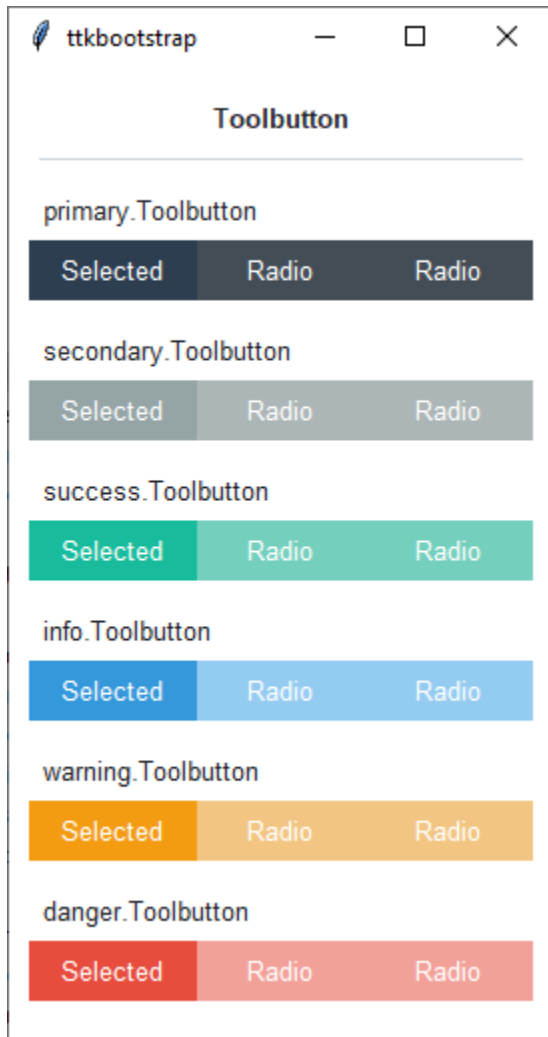 ttkbootstrap
Toolbutton
primary.Toolbutton
Selected Radio Radio
secondary.Toolbutton
Selected Radio Radio
success.Toolbutton
Selected Radio Radio
info.Toolbutton
Selected Radio Radio
warning.Toolbutton
Selected Radio Radio
danger.Toolbutton
Selected Radio Radio